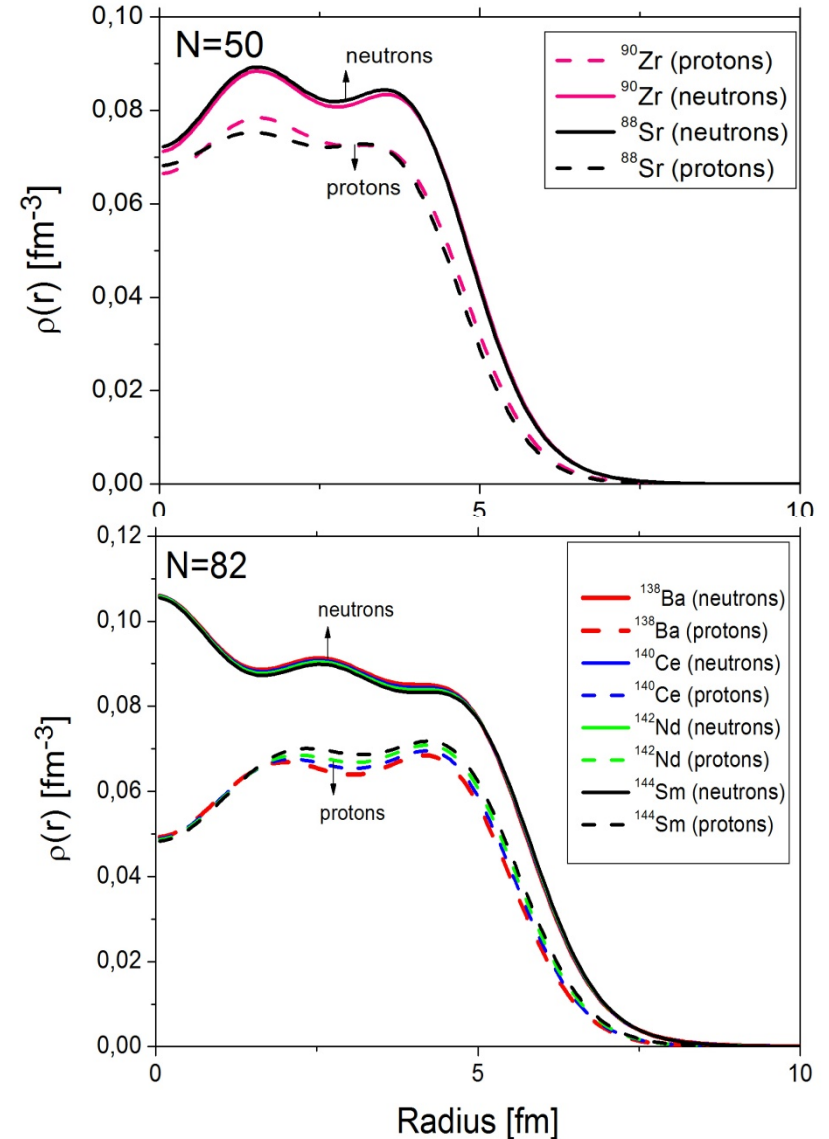 N=50
neutrons
protons
⁹⁰Zr (protons)
⁹⁰Zr (neutrons)
⁸⁸Sr (neutrons)
⁸⁸Sr (protons)
0,10
0,08
0,06
0,04
0,02
0,00
ρ(r) [fm⁻³]
0
5
10
N=82
neutrons
protons
¹³⁸Ba (neutrons)
¹³⁸Ba (protons)
¹⁴⁰Ce (neutrons)
¹⁴⁰Ce (protons)
¹⁴²Nd (neutrons)
¹⁴²Nd (protons)
¹⁴⁴Sm (neutrons)
¹⁴⁴Sm (protons)
0,12
0,10
0,08
0,06
0,04
0,02
0,00
ρ(r) [fm⁻³]
0
5
10
Radius [fm]